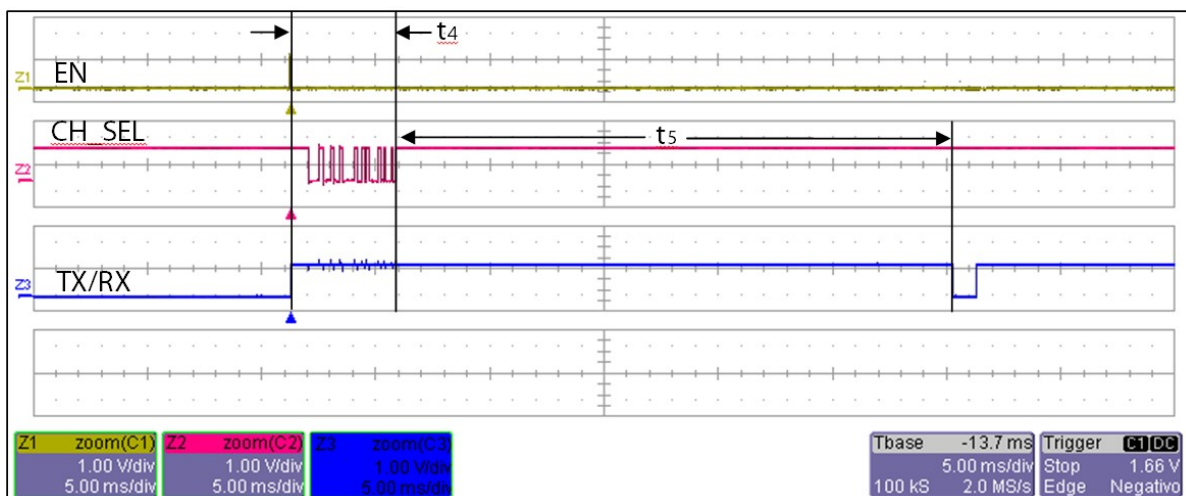 t4
Z1
EN
CH_SEL
t5
Z2
TX/RX
Z3
Z1 zoom(C1)
1.00 V/div
5.00 ms/div
Z2 zoom(C2)
1.00 V/div
5.00 ms/div
Z3 zoom(C3)
1.00 V/div
5.00 ms/div
Tbase -13.7 ms
5.00 ms/div
100 kS 2.0 MS/s
Trigger C1 DC
Stop 1.66 V
Edge Negativo